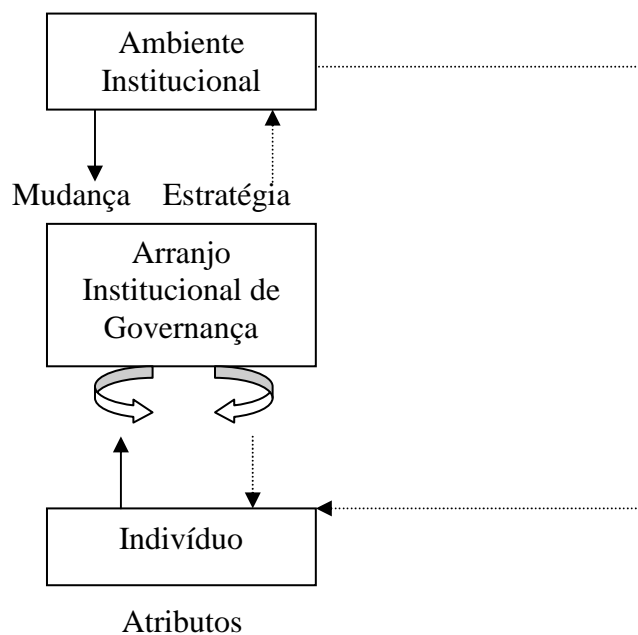 Ambiente
Institucional
Mudança Estratégia
Arranjo
Institucional de
Governança
Indivíduo
Atributos